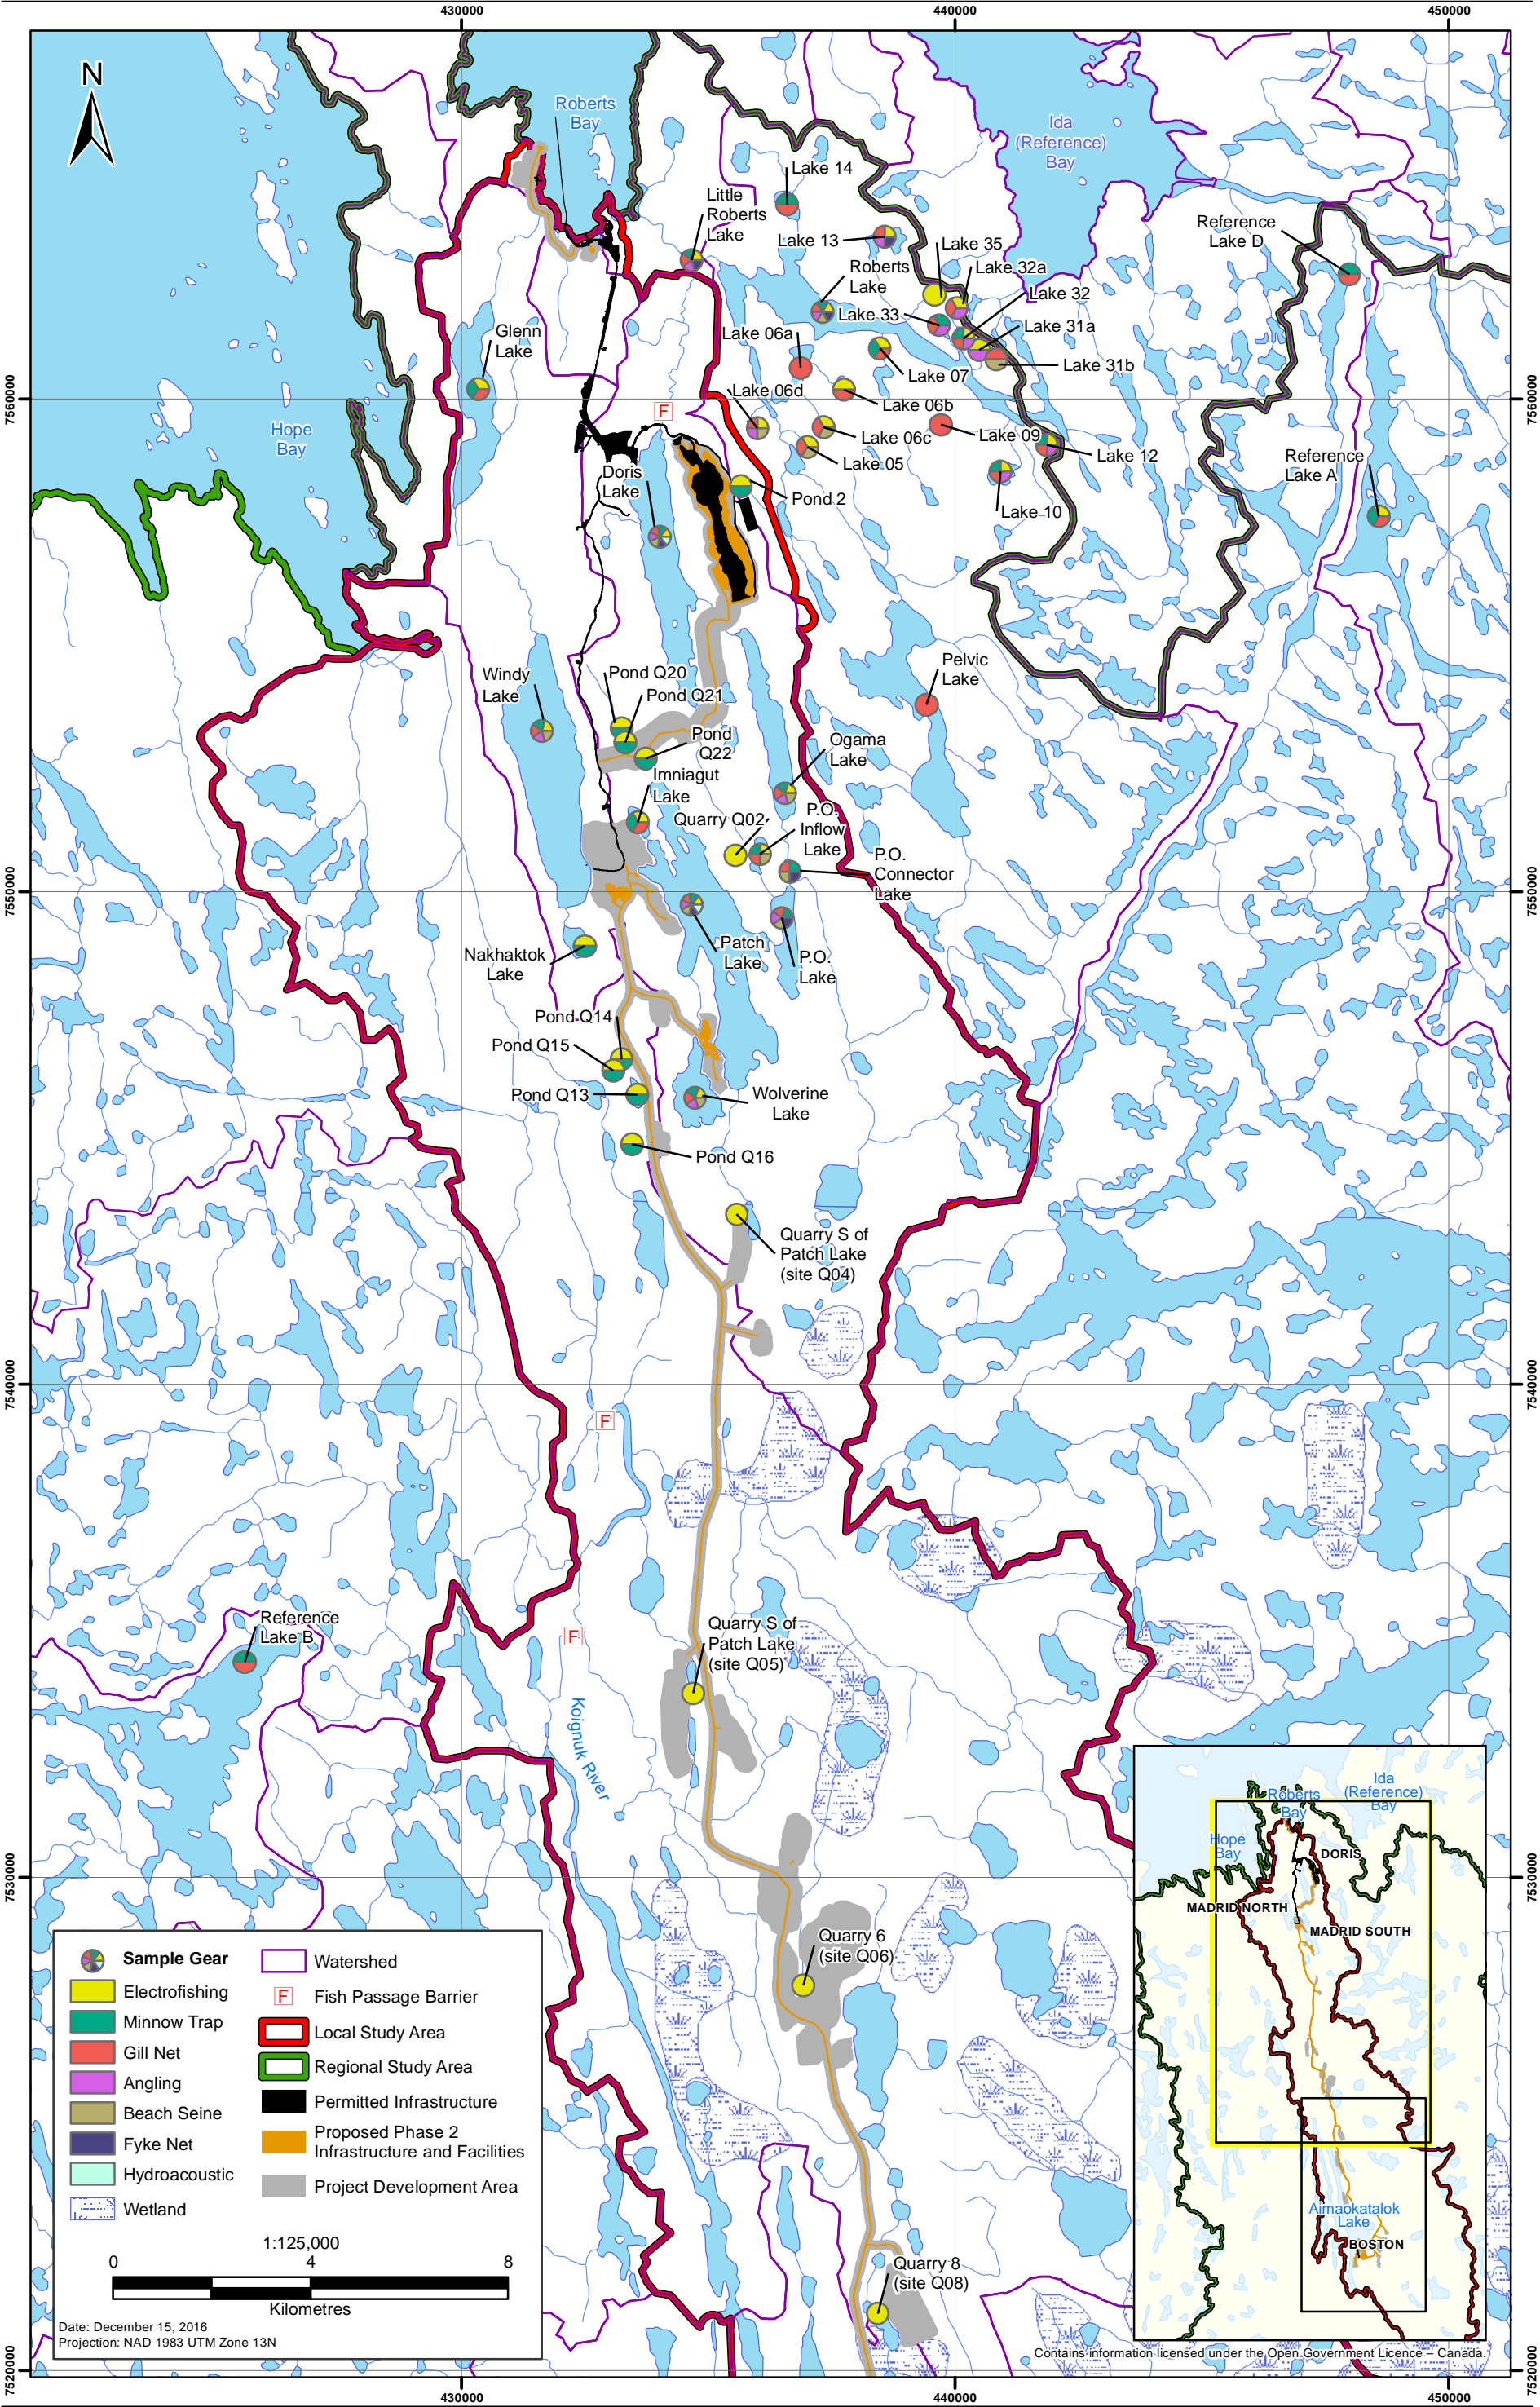 430000
440000
450000
N
Roberts
Bay
Ida
(Reference)
Bay
Lake 14
Little
Roberts
Lake
Lake 13
Lake 35
Reference
Lake D
Roberts
Lake
Lake 32a
Lake 32
Lake 33
Lake 31a
Glenn
Lake
Lake 06a
Lake 31b
Lake 07
7560000
7560000
Lake 06d
Lake 06b
F
Hope
Bay
Lake 06c
Lake 09
Lake 12
Lake 05
Reference
Lake A
Doris
Lake
Pond 2
Lake 10
Pelvic
Lake
Windy
Lake
Pond Q20
Pond Q21
Pond
Q22
Ogama
Lake
Imniagut
Lake
Quarry Q02
P.O.
Inflow
Lake
P.O.
Connector
Lake
7550000
7550000
Patch
Lake
Nakhaktok
Lake
P.O.
Lake
Pond Q14
Pond Q15
Pond Q13
Wolverine
Lake
Pond Q16
Quarry S of
Patch Lake
(site Q04)
7540000
7540000
F
Reference
Lake B
F
Quarry S of
Patch Lake
(site Q05)
Koignuk River
7530000
7530000
Quarry 6
(site Q06)
Quarry 8
(site Q08)
Roberts
Bay
Ida
(Reference)
Bay
Hope
Bay
DORIS
MADRID NORTH
MADRID SOUTH
Aimaokatalok
Lake
BOSTON
Sample Gear
Electrofishing
Minnow Trap
Gill Net
Angling
Beach Seine
Fyke Net
Hydroacoustic
Wetland
Watershed
F
Fish Passage Barrier
Local Study Area
Regional Study Area
Permitted Infrastructure
Proposed Phase 2
Infrastructure and Facilities
Project Development Area
1:125,000
0 4 8
Kilometres
Date: December 15, 2016
Projection: NAD 1983 UTM Zone 13N
Contains information licensed under the Open Government Licence – Canada.
7520000
7520000
430000
440000
450000